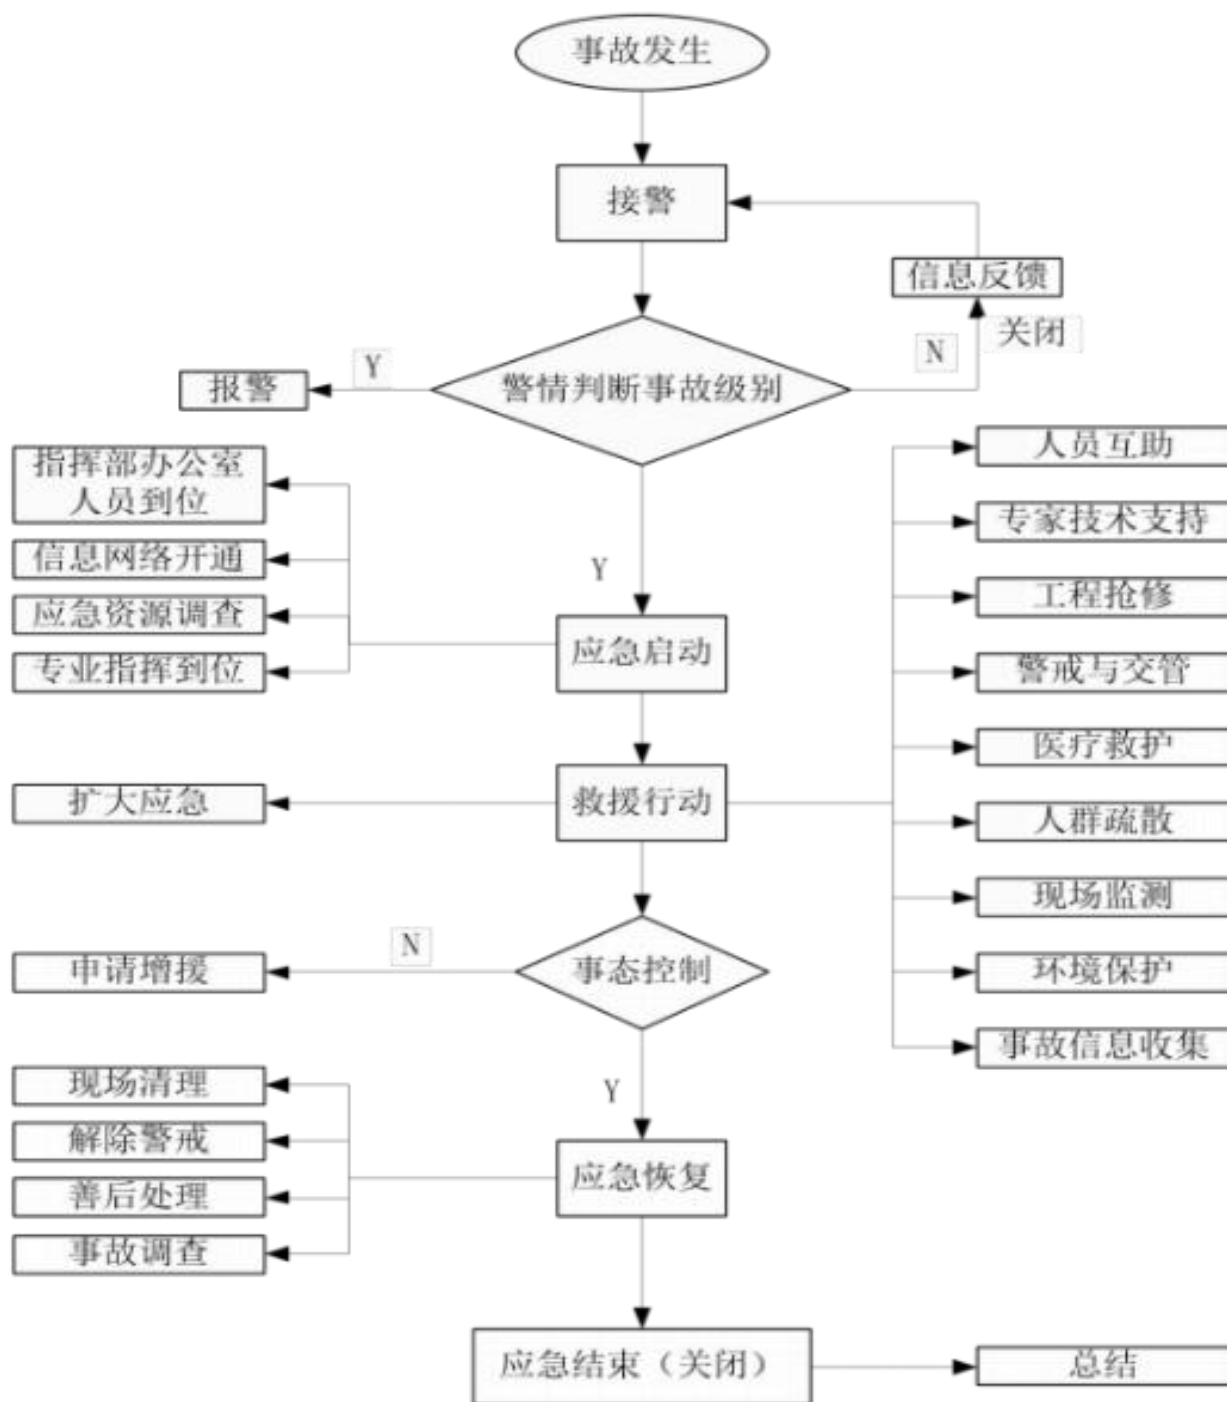 事故发生
接警
信息反馈
关闭
N
Y
报警
警情判断事故级别
指挥部办公室
人员到位
信息网络开通
应急资源调查
专业指挥到位
Y
应急启动
人员互助
专家技术支持
工程抢修
警戒与交管
医疗救护
人群疏散
现场监测
环境保护
事故信息收集
扩大应急
救援行动
申请增援
N
事态控制
Y
现场清理
解除警戒
善后处理
事故调查
应急恢复
应急结束（关闭）
总结